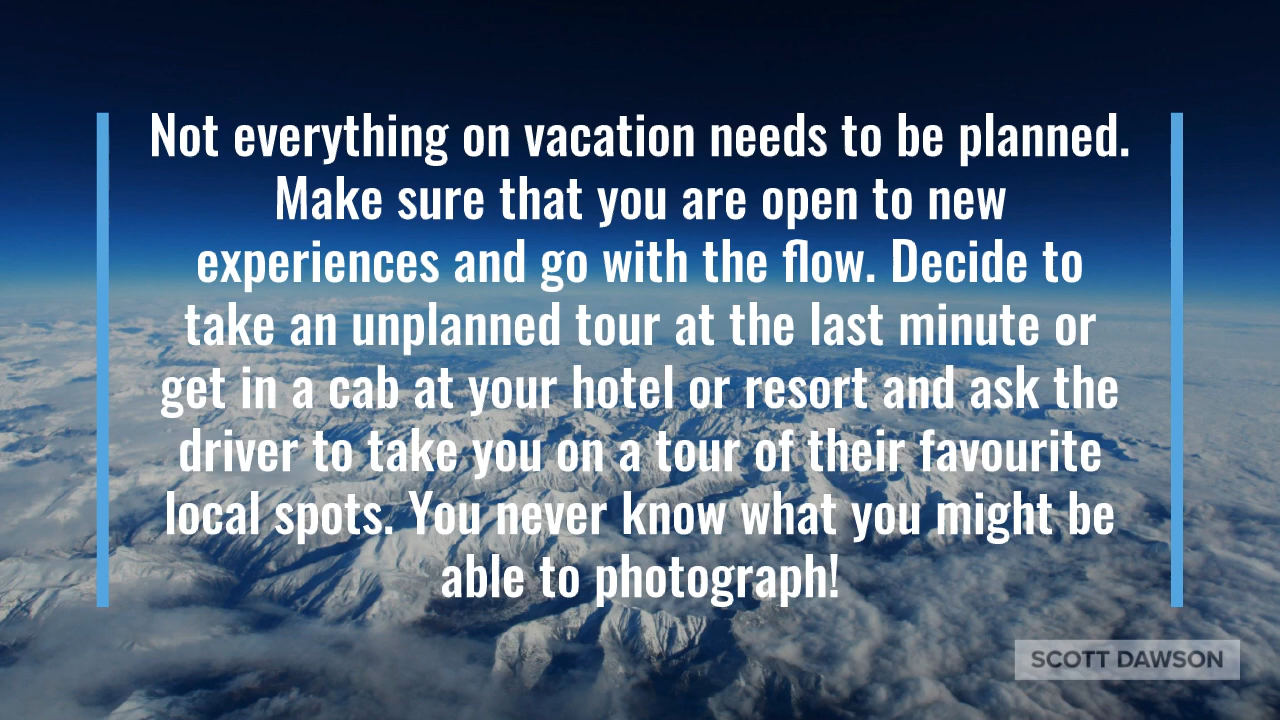 Not everything on vacation needs to be planned.
Make sure that you are open to new
experiences and go with the flow. Decide to
take an unplanned tour at the last minute or
get in a cab at your hotel or resort and ask the
driver to take you on a tour of their favourite
local spots. You never know what you might be
able to photograph!
SCOTT DAWSON